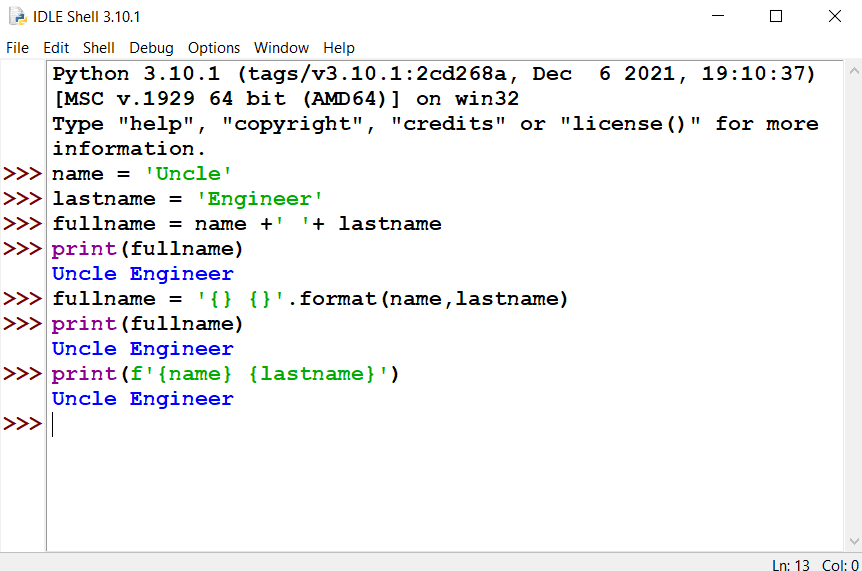 IDLE Shell 3.10.1
File Edit Shell Debug Options Window Help
Python 3.10.1 (tags/v3.10.1:2cd268a, Dec  6 2021, 19:10:37)
[MSC v.1929 64 bit (AMD64)] on win32
Type "help", "copyright", "credits" or "license()" for more
information.
>>> name = 'Uncle'
>>> lastname = 'Engineer'
>>> fullname = name +' '+ lastname
>>> print(fullname)
Uncle Engineer
>>> fullname = '{} {}'.format(name,lastname)
>>> print(fullname)
Uncle Engineer
>>> print(f'{name} {lastname}')
Uncle Engineer
>>>
Ln: 13 Col: 0